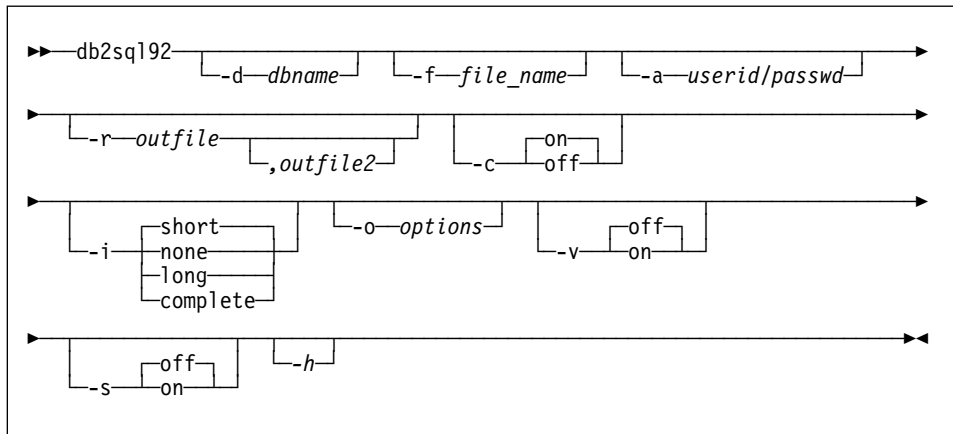 db2sql92
-d dbname
-f file_name
-a userid/passwd
-r outfile
,outfile2
-c
on
off
-i
short
none
long
complete
-o options
-v
off
on
-s
off
on
-h